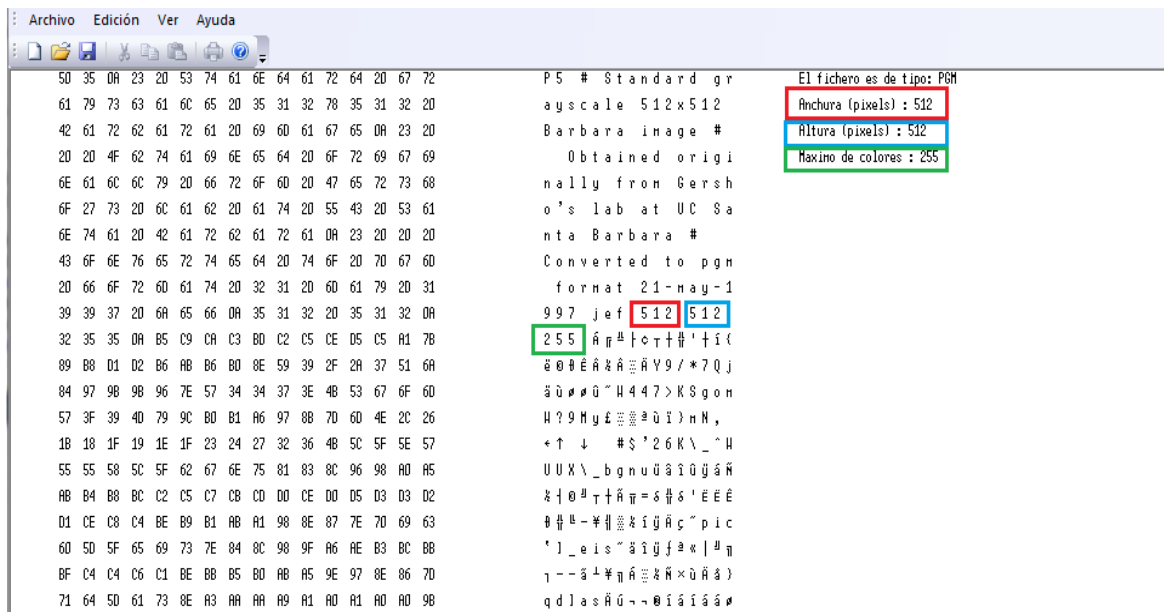 Archivo Edición Ver Ayuda
50 35 0A 23 20 53 74 61 6E 64 61 72 64 20 67 72 P5 # Standard gr El fichero es de tipo: PGM
61 79 73 63 61 6C 65 20 35 31 32 78 35 31 32 20 ayscale 512x512 Anchura (pixels) : 512
42 61 72 62 61 72 61 20 69 6D 61 67 65 0A 23 20 Barbara image # Altura (pixels) : 512
20 20 4F 62 74 61 69 6E 65 64 20 6F 72 69 67 69 Obtained origi Maximo de colores : 255
6E 61 6C 6C 79 20 66 72 6F 6D 20 47 65 72 73 68 nally from Gersh
6F 27 73 20 6C 61 62 20 61 74 20 55 43 20 53 61 o's lab at UC Sa
6E 74 61 20 42 61 72 62 61 72 61 0A 23 20 20 20 nta Barbara #
43 6F 6E 76 65 72 74 65 64 20 74 6F 20 70 67 6D Converted to pgm
20 66 6F 72 6D 61 74 20 32 31 2D 6D 61 79 2D 31 format 21-may-1
39 39 37 20 6A 65 66 0A 35 31 32 20 35 31 32 0A 997 jef 512 512
32 35 35 0A B5 C9 CA C3 BD C2 C5 CE D5 C5 A1 7B 255
89 B8 D1 D2 B6 AB B6 B0 8E 59 39 2F 2A 37 51 6A
84 97 9B 9B 96 7E 57 34 34 37 3E 4B 53 67 6F 6D
57 3F 39 4D 79 9C B0 B1 A6 97 8B 7D 6D 4E 2C 26
1B 18 1F 19 1E 1F 23 24 27 32 36 4B 5C 5F 5E 57
55 55 58 5C 5F 62 67 6E 75 81 83 8C 96 98 A0 A5
AB B4 B8 BC C2 C5 C7 CB CD D0 CE D0 D5 D3 D3 D2
D1 CE C8 C4 BE B9 B1 AB A1 98 8E 87 7E 70 69 63
60 5D 5F 65 69 73 7E 84 8C 98 9F A6 AE B3 BC BB
BF C4 C4 C6 C1 BE BB B5 B0 AB A5 9E 97 8E 86 7D
71 64 5D 61 73 8E A3 AA AA A9 A1 A0 A1 A0 A0 9B